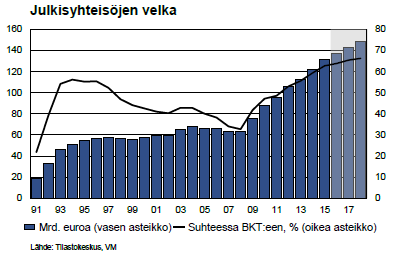 Julkisyhteisöjen velka
160 80
140 70
120 60
100 50
80 40
60 30
40 20
20 10
0 0
91 93 95 97 99 01 03 05 07 09 11 13 15 17
Mrd. euroa (vasen asteikko) Suhteessa BKT:een, % (oikea asteikko)
Lähde: Tilastokeskus, VM